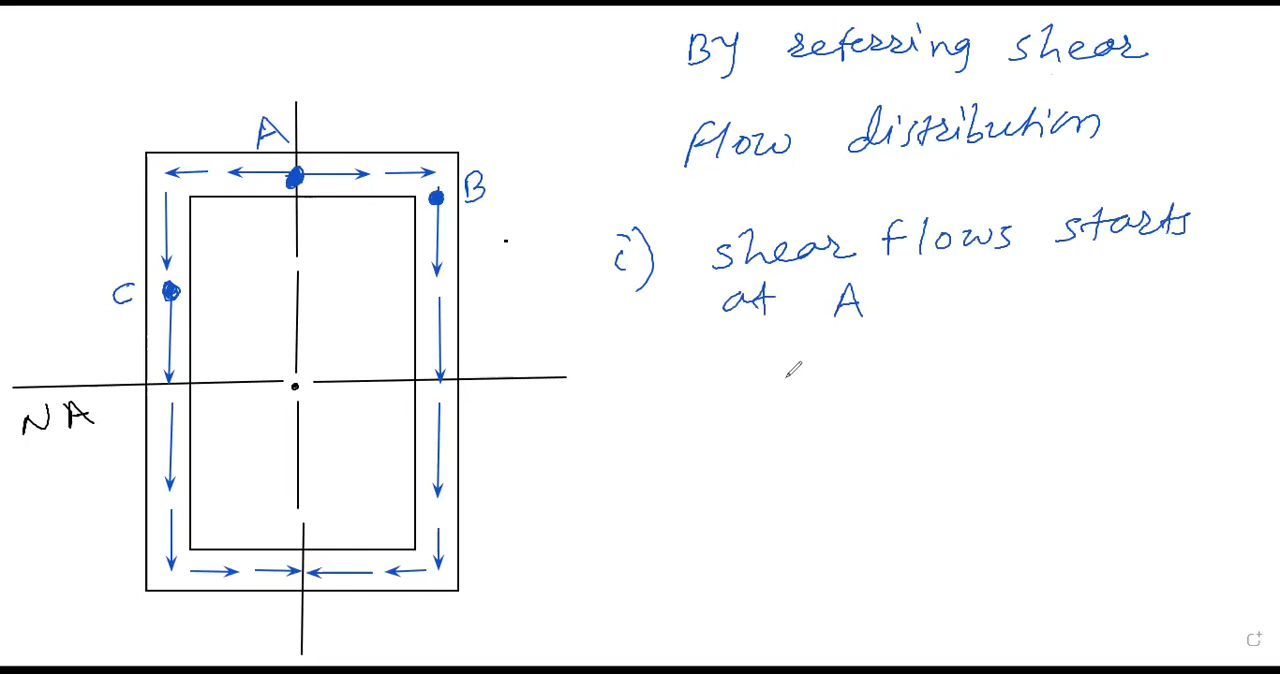 By referring shear
flow distribution
i) shear flows starts
at A
A
B
C
NA